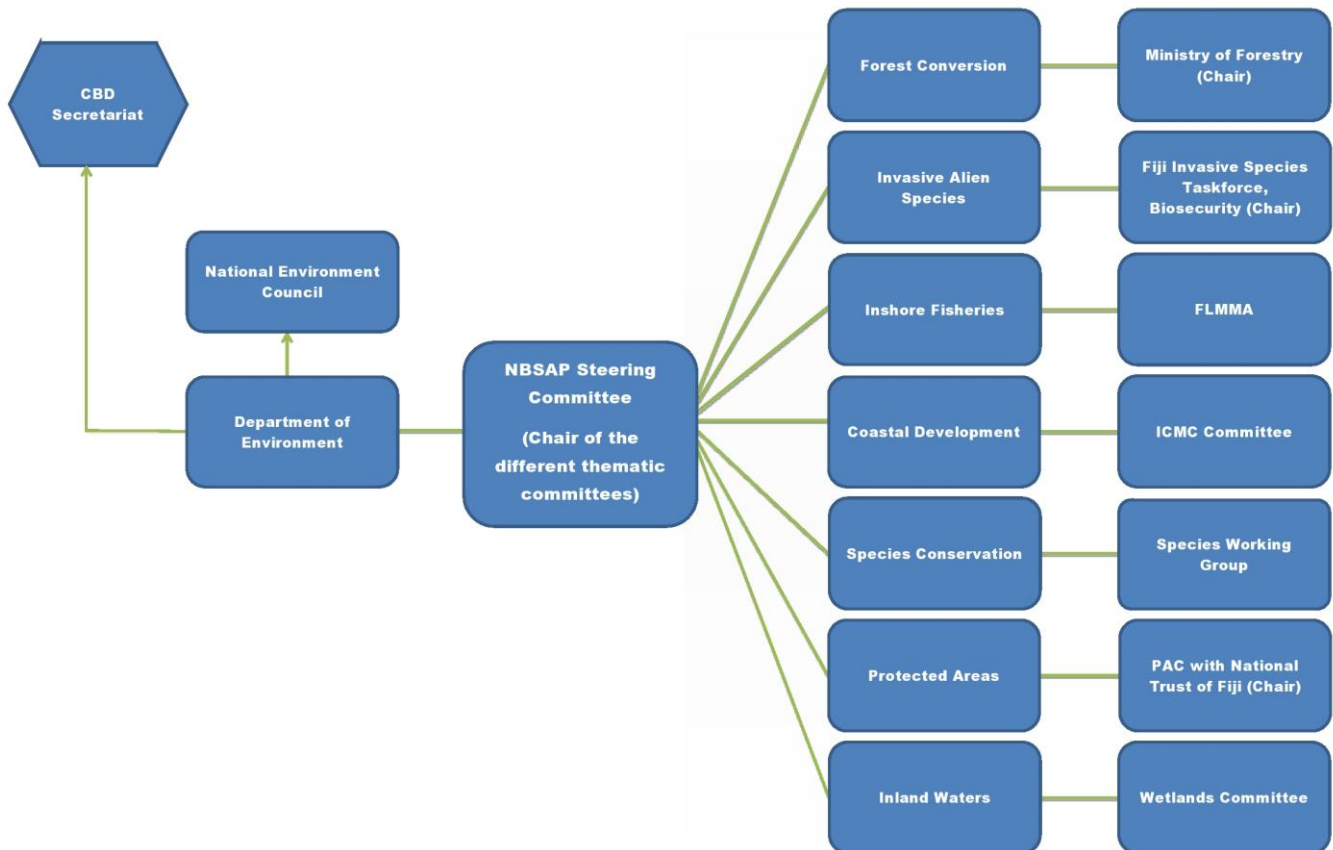 CBD
Secretariat
National Environment
Council
Department of
Environment
NBSAP Steering
Committee
(Chair of the
different thematic
committees)
Forest Conversion
Ministry of Forestry
(Chair)
Invasive Alien
Species
Fiji Invasive Species
Taskforce,
Biosecurity (Chair)
Inshore Fisheries
FLMMA
Coastal Development
ICMC Committee
Species Conservation
Species Working
Group
Protected Areas
PAC with National
Trust of Fiji (Chair)
Inland Waters
Wetlands Committee